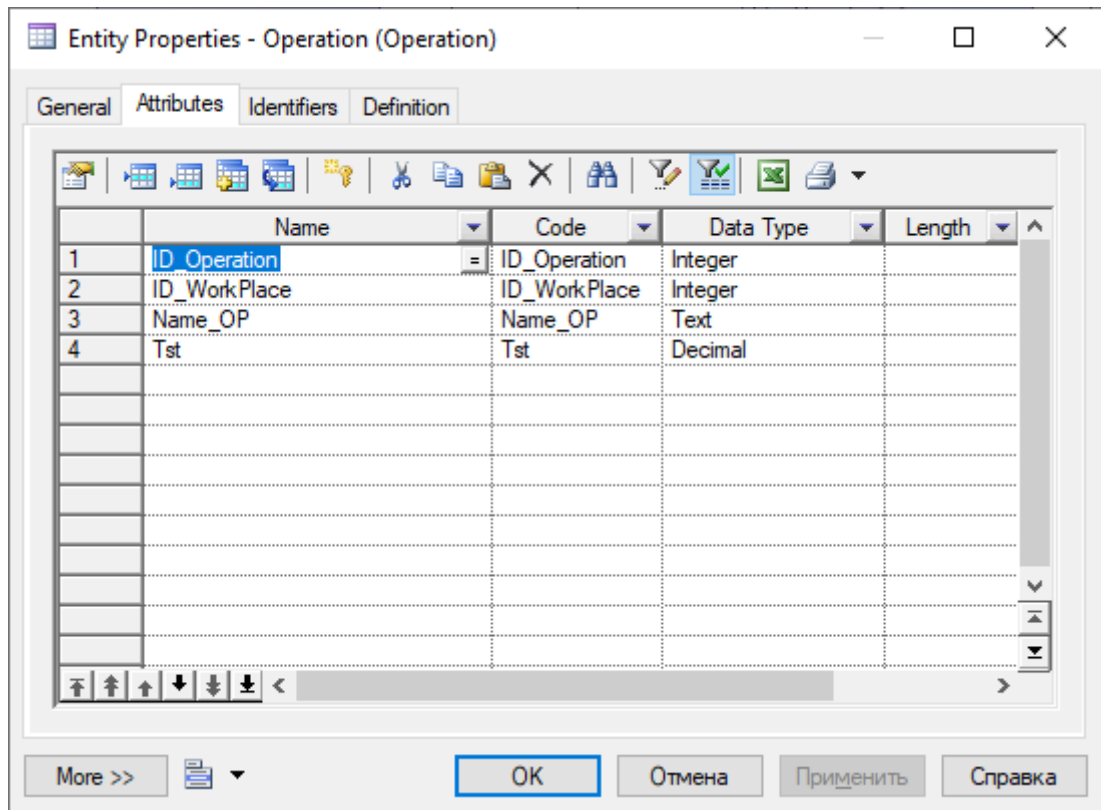 Entity Properties - Operation (Operation)
General Attributes Identifiers Definition
Name Code Data Type Length
1 ID_Operation = ID_Operation Integer
2 ID_WorkPlace ID_WorkPlace Integer
3 Name_OP Name_OP Text
4 Tst Tst Decimal
More >> OK Отмена Применить Справка